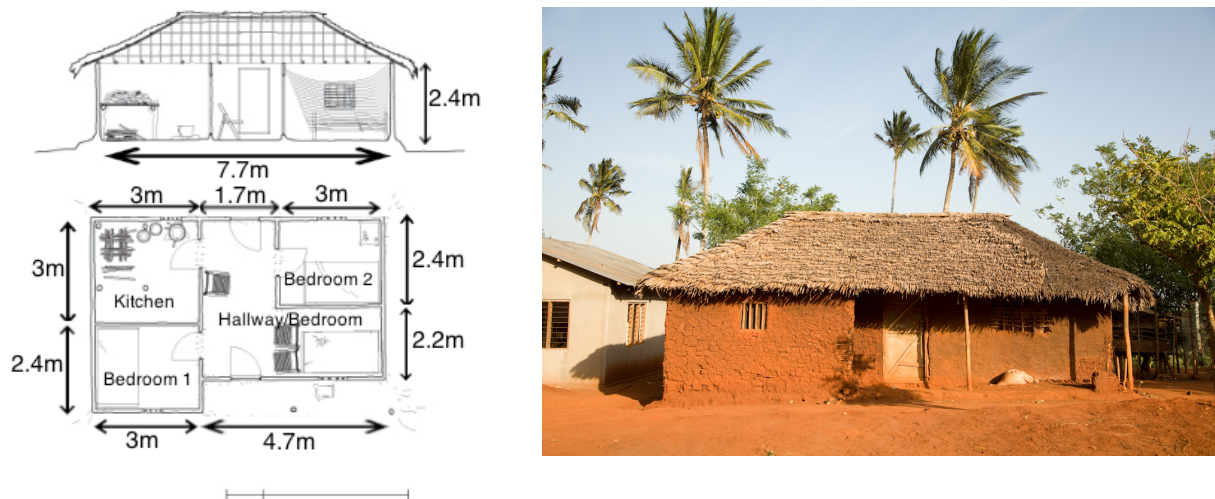 2.4m
7.7m
3m 1.7m 3m
3m
2.4m
Bedroom 2
Kitchen
Hallway/Bedroom
2.4m
2.2m
Bedroom 1
3m 4.7m